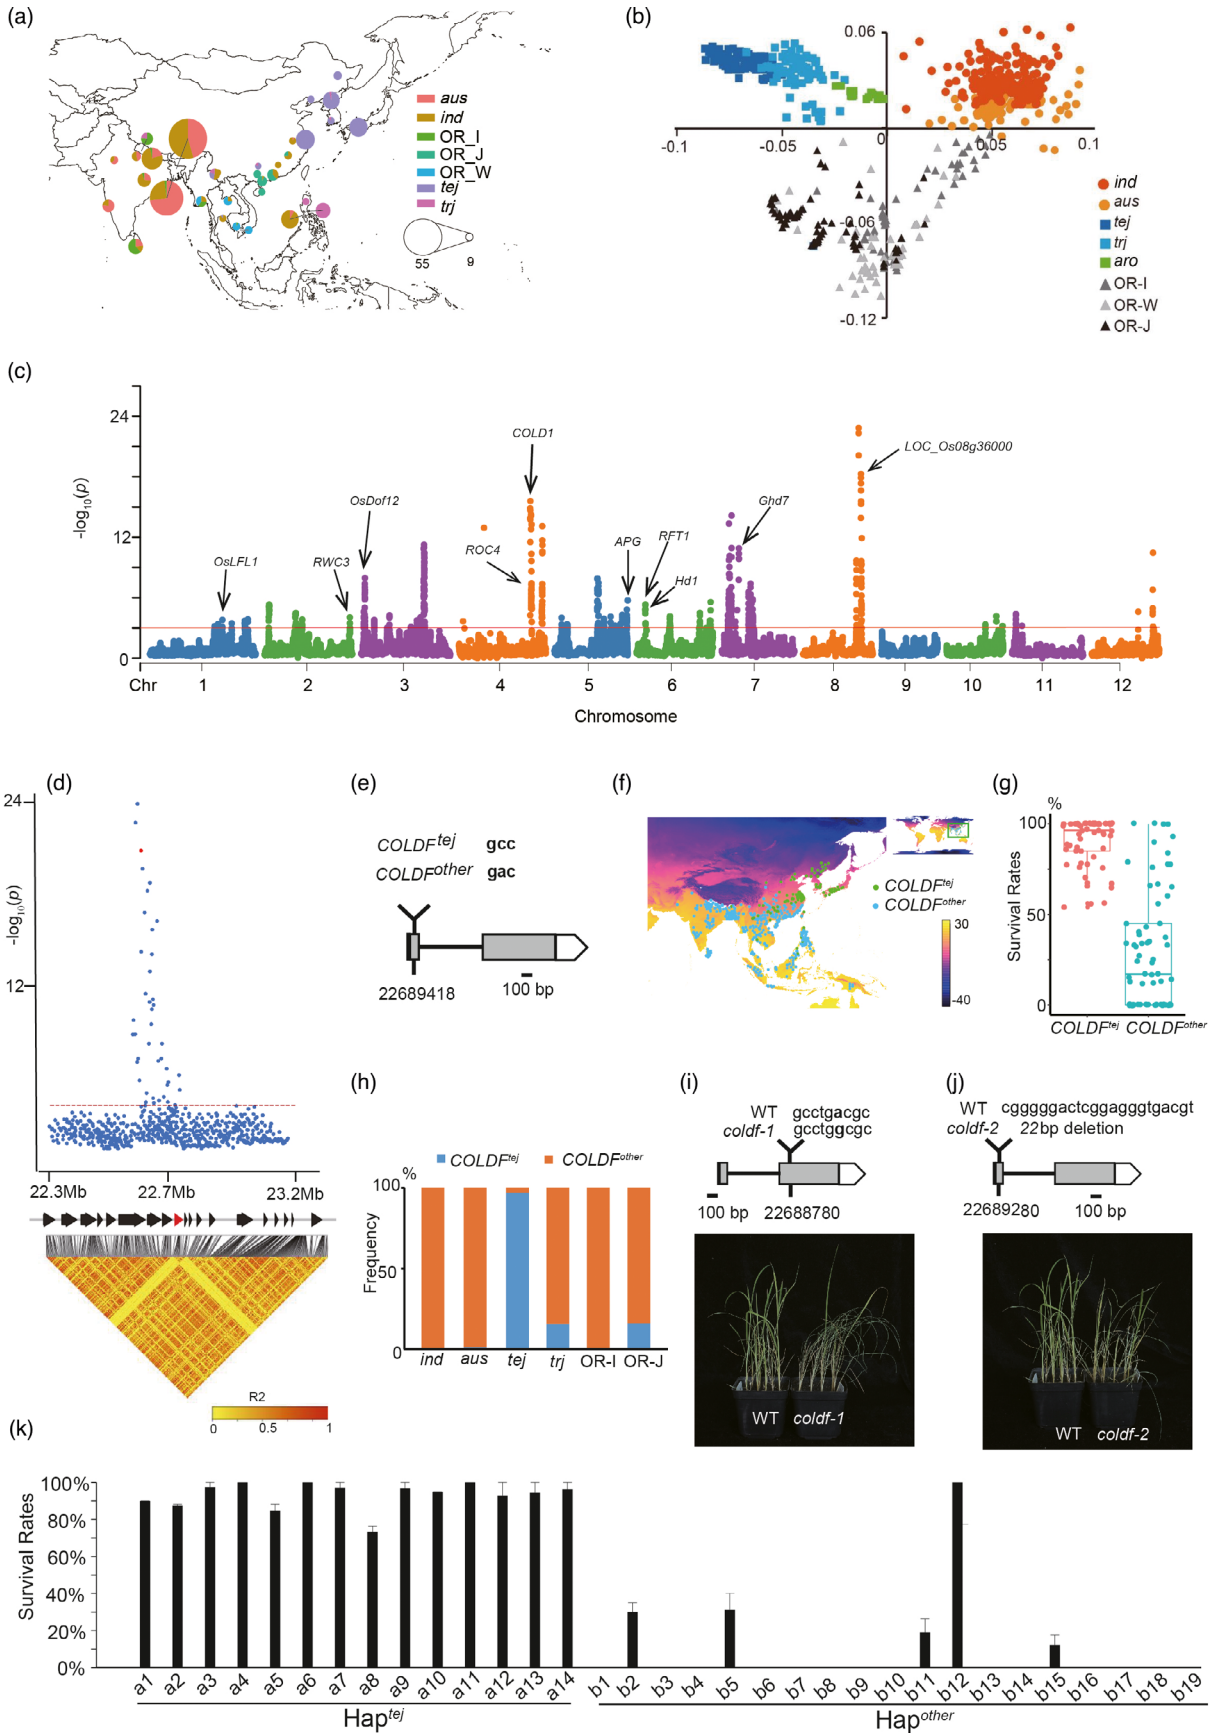 (a)
aus
ind
OR_I
OR_J
OR_W
tej
trj
55
9
(b)
0.06
-0.1
-0.05
0
0.05
0.1
-0.06
-0.12
ind
aus
tej
trj
aro
OR-I
OR-W
OR-J
(c)
24
12
0
-log10(p)
OsLFL1
RWC3
OsDof12
ROC4
COLD1
APG
RFT1
Hd1
Ghd7
LOC_Os08g36000
Chr 1 2 3 4 5 6 7 8 9 10 11 12
Chromosome
(d)
24
12
-log10(p)
22.3Mb 22.7Mb 23.2Mb
R2
0 0.5 1
(e)
COLDFtej gcc
COLDFother gac
22689418
100 bp
(f)
COLDFtej
COLDFother
30
-40
(g)
%
100
50
0
Survival Rates
COLDFtej COLDFother
(h)
COLDFtej COLDFother
%
100
50
0
Frequency
ind aus tej trj OR-I OR-J
(i)
WT gcctgacgc
coldf-1 gcctggcgc
100 bp
22688780
WT coldf-1
(j)
WT cgggggactcggagggtgacgt
coldf-2 22bp deletion
22689280
100 bp
WT coldf-2
(k)
Survival Rates
100%
80%
60%
40%
20%
0%
a1 a2 a3 a4 a5 a6 a7 a8 a9 a10 a11 a12 a13 a14 b1 b2 b3 b4 b5 b6 b7 b8 b9 b10 b11 b12 b13 b14 b15 b16 b17 b18 b19
Haptej Hapother